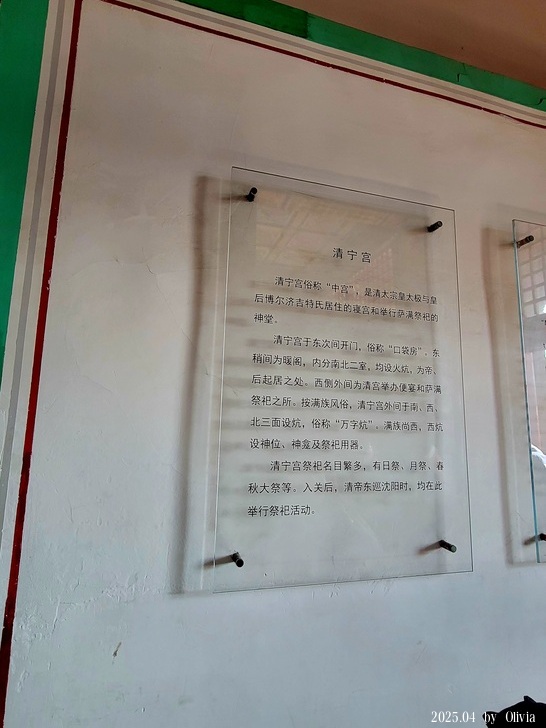 清宁宫
清宁宫俗称“中宫”，是清太宗皇太极与皇
后博尔济吉特氏居住的寝宫和举行萨满祭祀的
神堂。
清宁宫于东次间开门，俗称“口袋房”。东
稍间为暖阁，内分南北二室，均设火炕，为帝、
后起居之处。西侧外间为清宫举办便宴和萨满
祭祀之所。按满族风俗，清宁宫外间于南、西、
北三面设炕，俗称“万字炕”。满族尚西，西炕
设神位、神龛及祭祀用器。
清宁宫祭祀名目繁多，有日祭、月祭、春
秋大祭等。入关后，清帝东巡沈阳时，均在此
举行祭祀活动。
2025.04 by Olivia